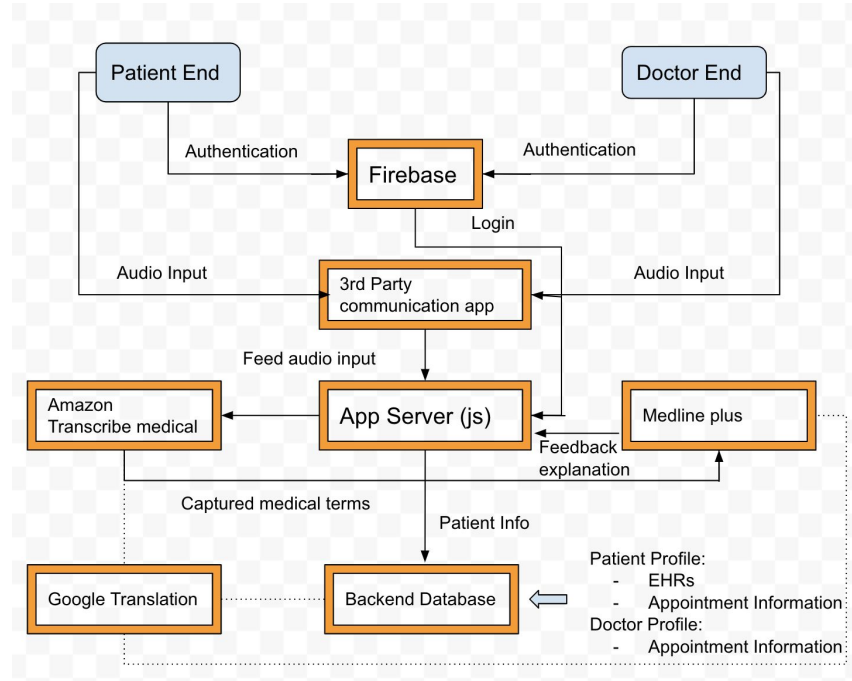 Patient End
Doctor End
Authentication
Authentication
Firebase
Login
Audio Input
3rd Party
communication app
Audio Input
Feed audio input
Amazon
Transcribe medical
App Server (js)
Medline plus
Feedback
explanation
Captured medical terms
Patient Info
Google Translation
Backend Database
Patient Profile:
- EHRs
- Appointment Information
Doctor Profile:
- Appointment Information